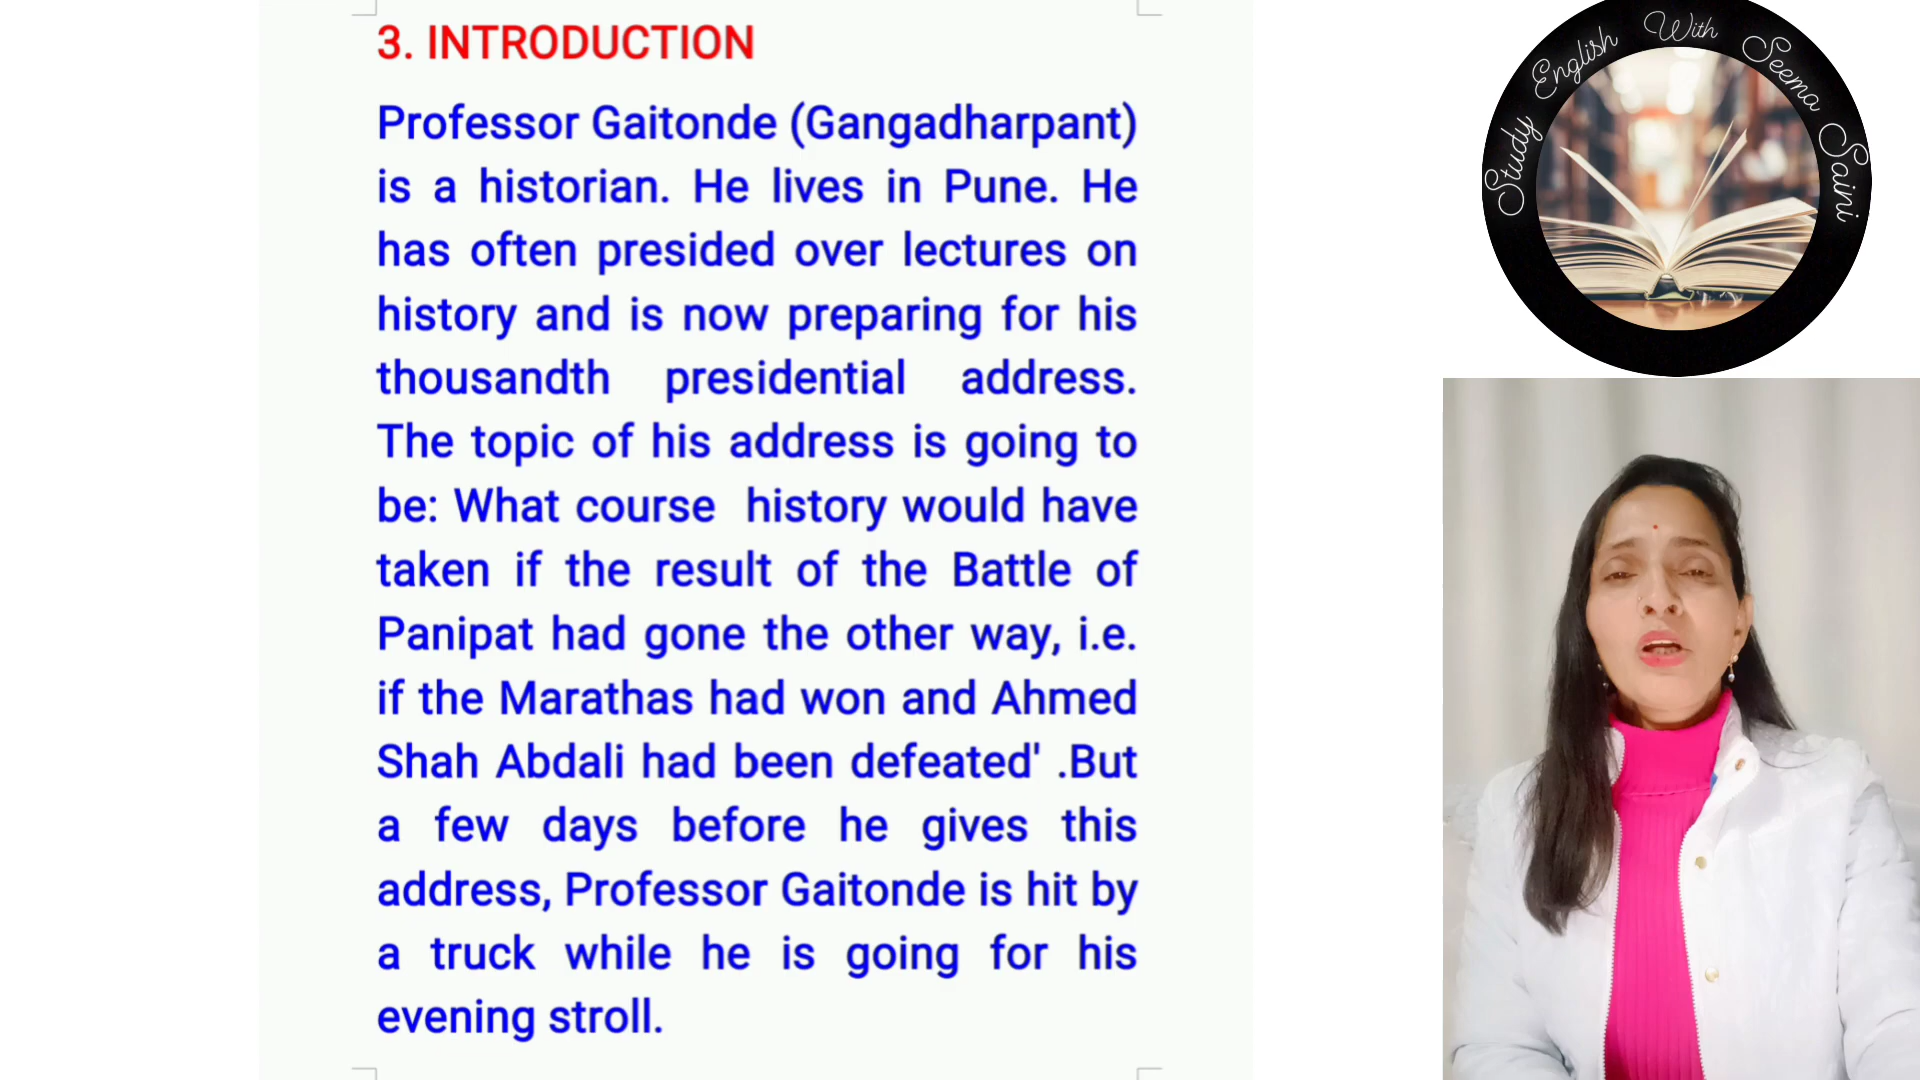 3. INTRODUCTION
Professor Gaitonde (Gangadharpant)
is a historian. He lives in Pune. He
has often presided over lectures on
history and is now preparing for his
thousandth presidential address.
The topic of his address is going to
be: What course history would have
taken if the result of the Battle of
Panipat had gone the other way, i.e.
if the Marathas had won and Ahmed
Shah Abdali had been defeated' .But
a few days before he gives this
address, Professor Gaitonde is hit by
a truck while he is going for his
evening stroll.
Study English With Seema Saini